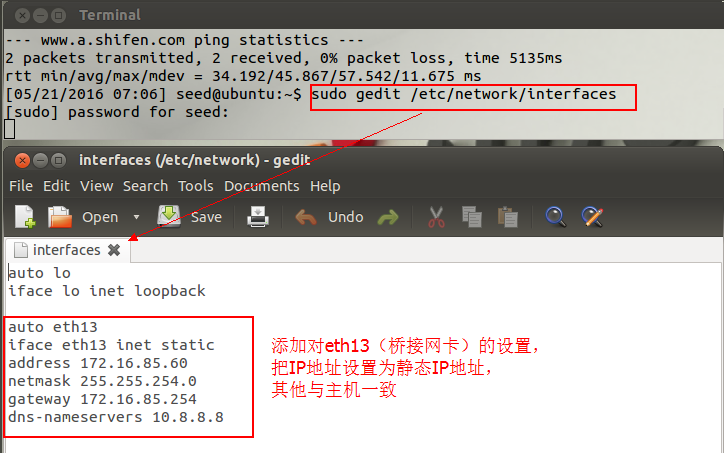 Terminal
--- www.a.shifen.com ping statistics ---
2 packets transmitted, 2 received, 0% packet loss, time 5135ms
rtt min/avg/max/mdev = 34.192/45.867/57.542/11.675 ms
[05/21/2016 07:06] seed@ubuntu:~$ sudo gedit /etc/network/interfaces
[sudo] password for seed:
interfaces (/etc/network) - gedit
File Edit View Search Tools Documents Help
Open Save Undo
interfaces
auto lo
iface lo inet loopback
auto eth13
iface eth13 inet static
address 172.16.85.60
netmask 255.255.254.0
gateway 172.16.85.254
dns-nameservers 10.8.8.8
添加对eth13（桥接网卡）的设置，
把IP地址设置为静态IP地址，
其他与主机一致